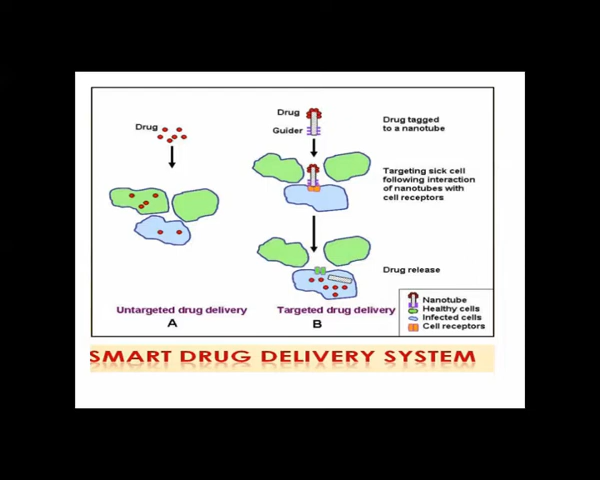 Drug
Drug
Guider
Drug tagged
to a nanotube
Targeting sick cell
following interaction
of nanotubes with
cell receptors
Drug release
Untargeted drug delivery
A
Targeted drug delivery
B
Nanotube
Healthy cells
Infected cells
Cell receptors
SMART DRUG DELIVERY SYSTEM